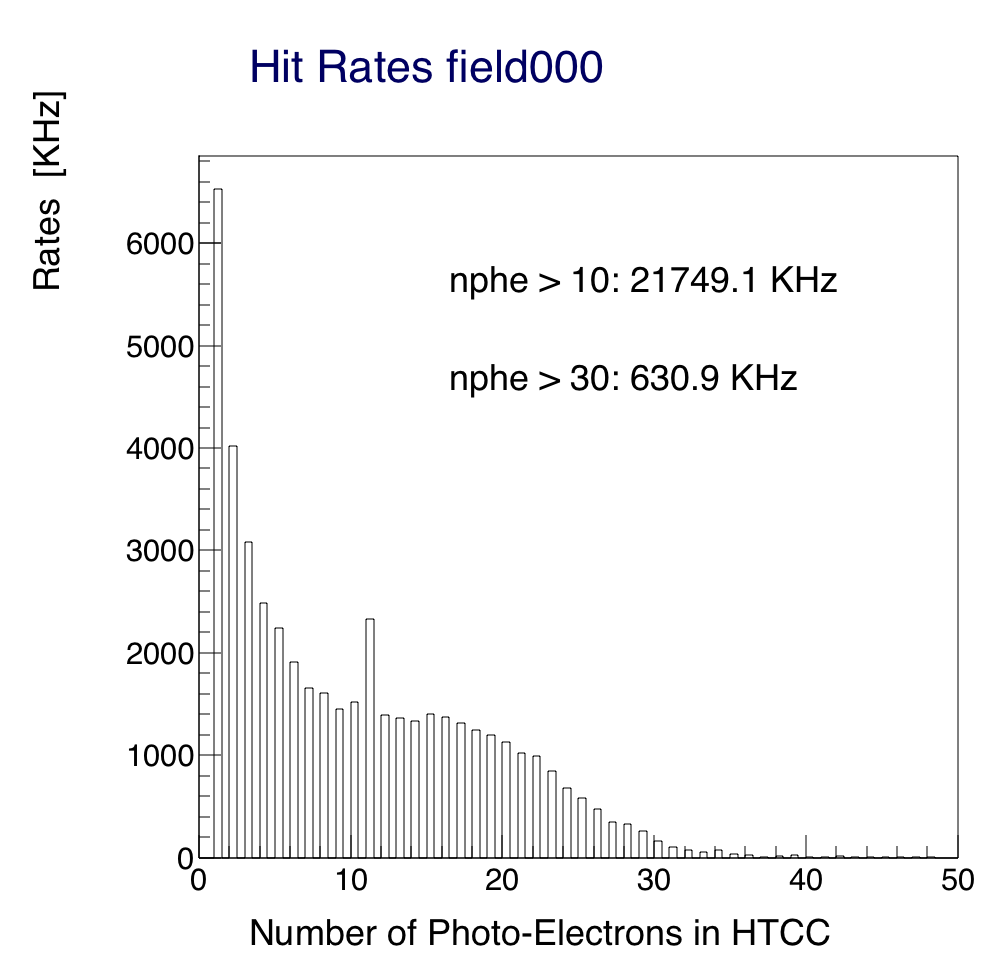 Hit Rates field000
Rates [KHz]
6000
5000
4000
3000
2000
1000
0
nphe > 10: 21749.1 KHz
nphe > 30: 630.9 KHz
0 10 20 30 40 50
Number of Photo-Electrons in HTCC